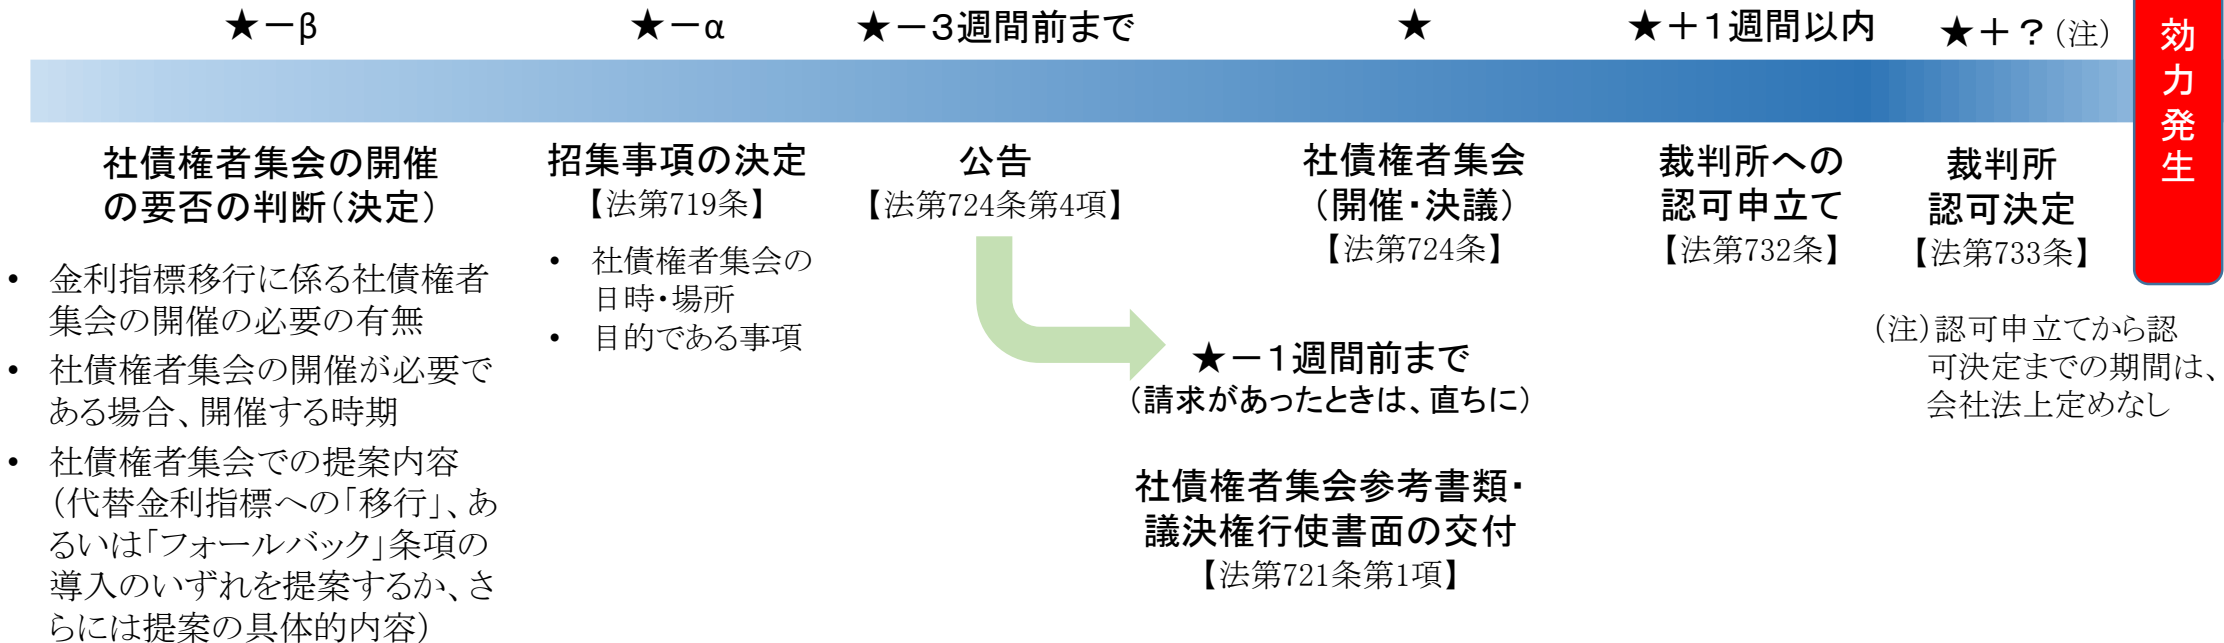 ★－β
★－α
★－3週間前まで
★
★＋1週間以内
★＋？（注）
効力発生
社債権者集会の開催
の要否の判断（決定）
• 金利指標移行に係る社債権者
集会の開催の必要の有無
• 社債権者集会の開催が必要で
ある場合、開催する時期
• 社債権者集会での提案内容
（代替金利指標への「移行」、あ
るいは「フォールバック」条項の
導入のいずれを提案するか、さ
らには提案の具体的内容）
招集事項の決定
【法第719条】
• 社債権者集会の
日時・場所
• 目的である事項
公告
【法第724条第4項】
★－１週間前まで
（請求があったときは、直ちに）
社債権者集会参考書類・
議決権行使書面の交付
【法第721条第1項】
社債権者集会
（開催・決議）
【法第724条】
裁判所への
認可申立て
【法第732条】
裁判所
認可決定
【法第733条】
（注）認可申立てから認
可決定までの期間は、
会社法上定めなし